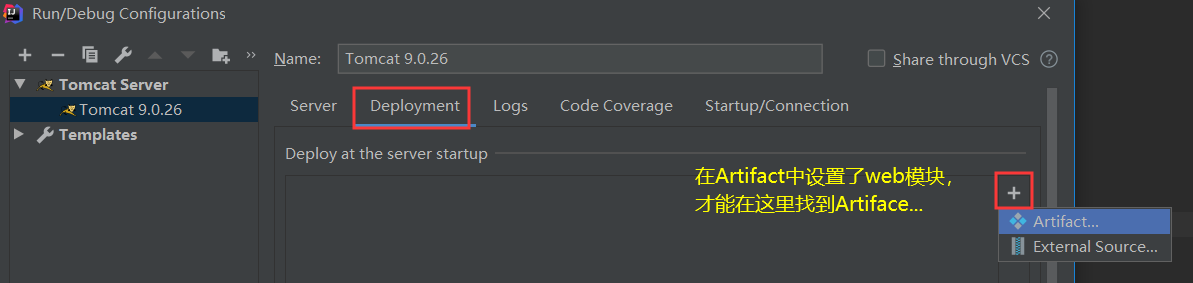 Run/Debug Configurations
Name: Tomcat 9.0.26 Share through VCS ?
Tomcat Server
Tomcat 9.0.26
Templates
Server Deployment Logs Code Coverage Startup/Connection
Deploy at the server startup
在Artifact中设置了web模块，
才能在这里找到Artiface...
Artifact...
External Source...